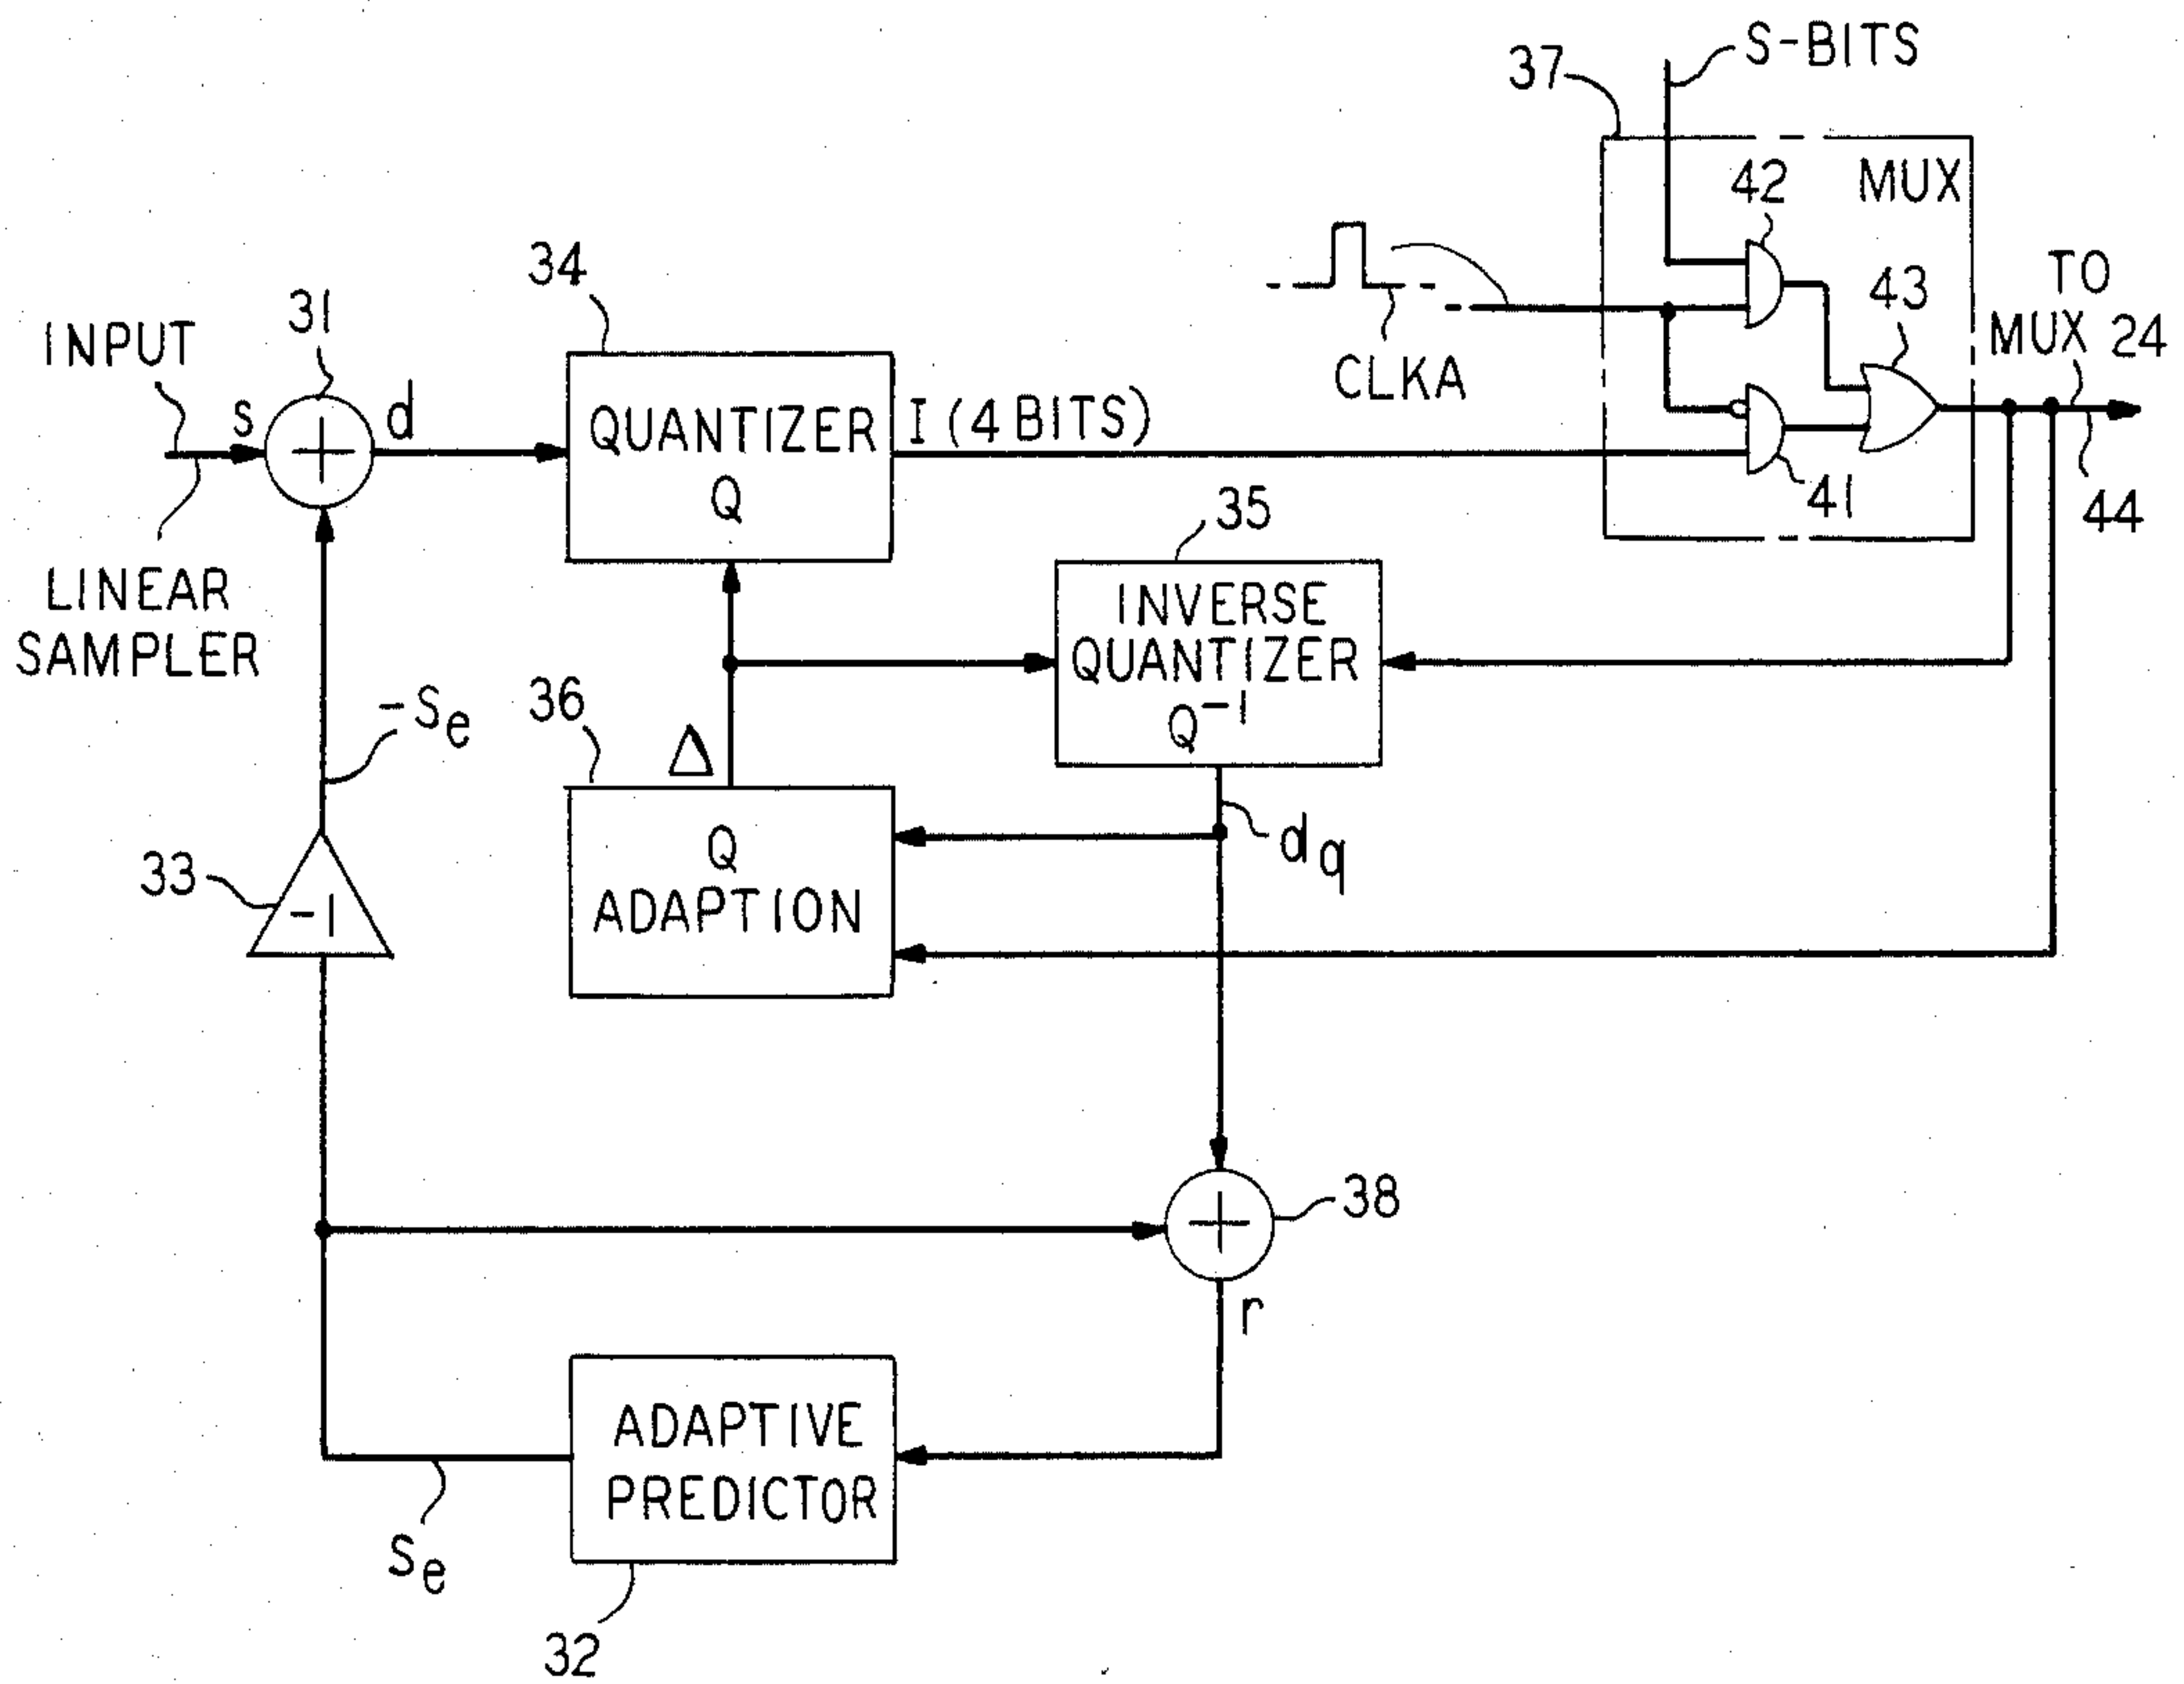 S-BITS
37
42
MUX
34
43
TO
MUX 24
31
INPUT
s
d
CLKA
QUANTIZER
Q
I (4 BITS)
41
44
35
LINEAR
SAMPLER
INVERSE
QUANTIZER
Q⁻¹
36
-Sₑ
Δ
Q
ADAPTION
d_q
33
-1
+
38
+
r
ADAPTIVE
PREDICTOR
Sₑ
32